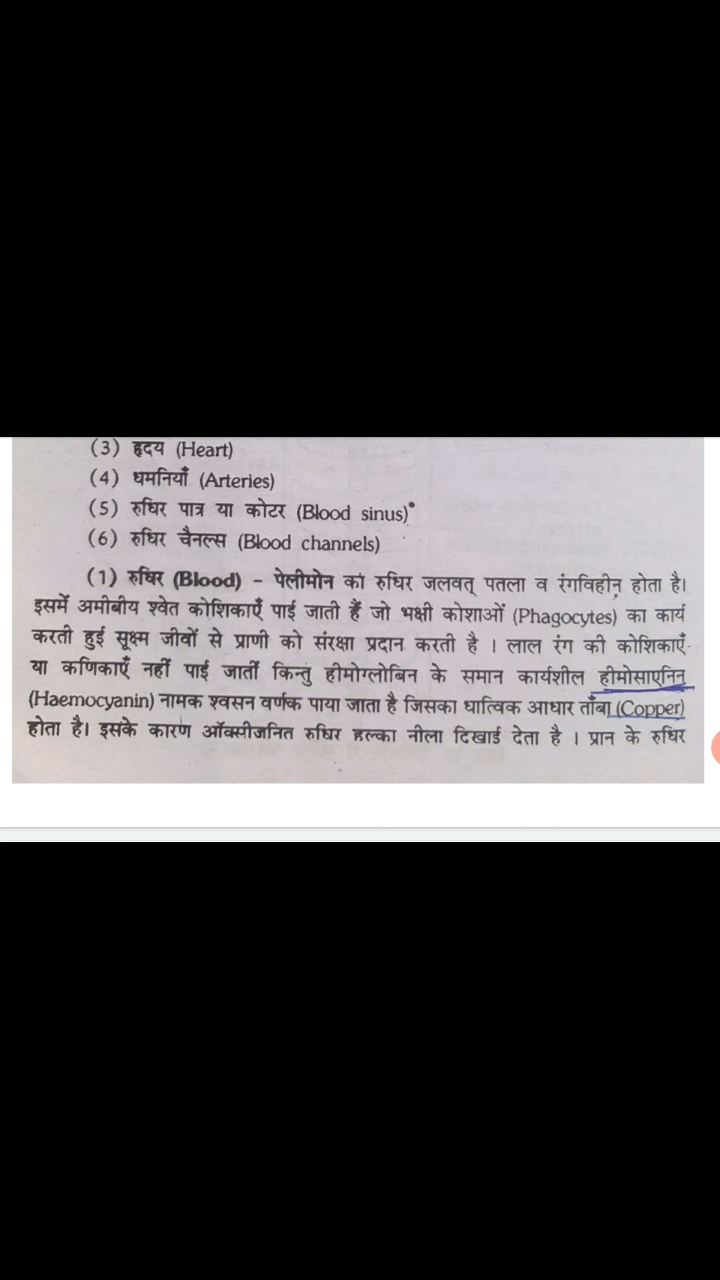 (3) हृदय (Heart)
(4) धमनियाँ (Arteries)
(5) रुधिर पात्र या कोटर (Blood sinus)
(6) रुधिर चैनल्स (Blood channels)
(1) रुधिर (Blood) - पेलीमोन का रुधिर जलवत् पतला व रंगविहीन होता है।
इसमें अमीबीय श्वेत कोशिकाएँ पाई जाती हैं जो भक्षी कोशाओं (Phagocytes) का कार्य
करती हुई सूक्ष्म जीवों से प्राणी को संरक्षा प्रदान करती है । लाल रंग की कोशिकाएँ
या कणिकाएँ नहीं पाई जातीं किन्तु हीमोग्लोबिन के समान कार्यशील हीमोसाएनिन
(Haemocyanin) नामक श्वसन वर्णक पाया जाता है जिसका धात्विक आधार ताँबा (Copper)
होता है। इसके कारण ऑक्सीजनित रुधिर हल्का नीला दिखाई देता है । प्रान के रुधिर